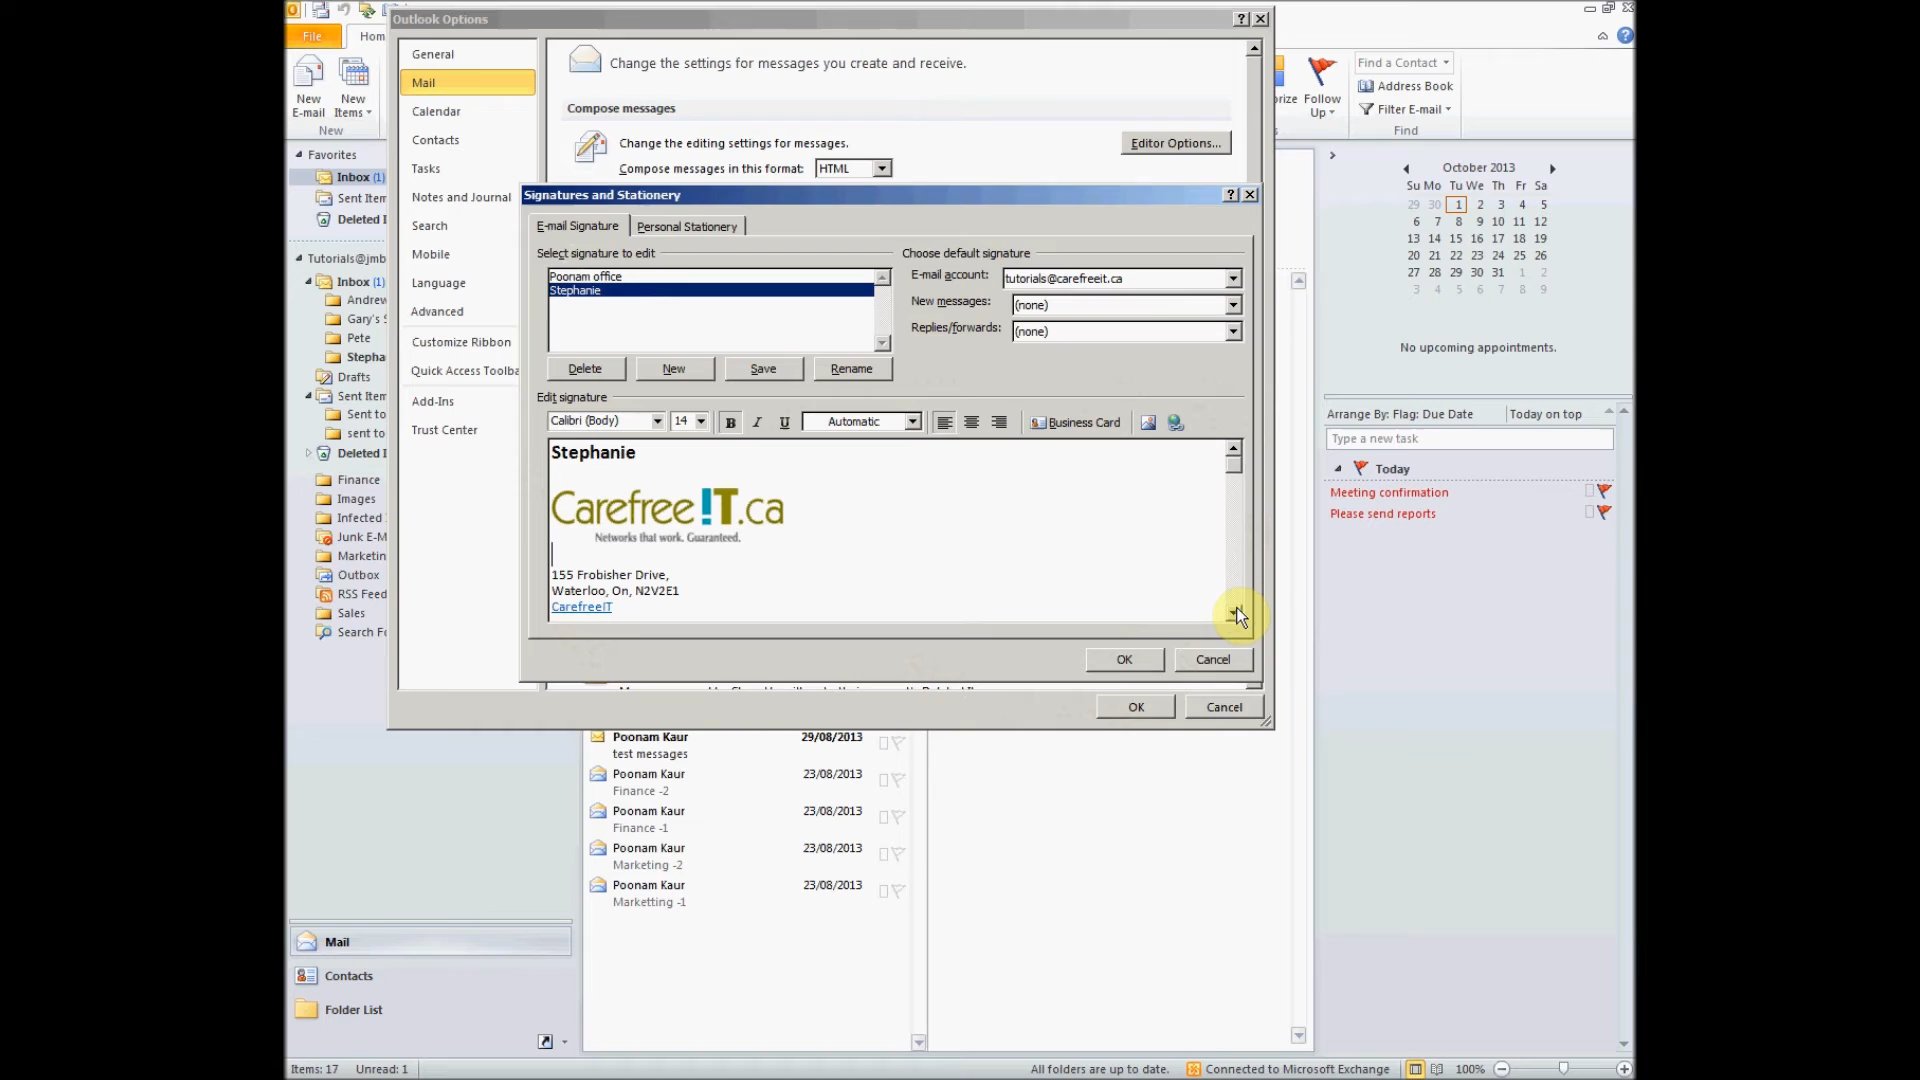 Outlook Options
File
Hom
New E-mail
New Items
New
General
Mail
Calendar
Contacts
Tasks
Notes and Journal
Search
Mobile
Language
Advanced
Customize Ribbon
Quick Access Toolba
Add-Ins
Trust Center
Change the settings for messages you create and receive.
Compose messages
Change the editing settings for messages.
Editor Options...
Compose messages in this format: HTML
Signatures and Stationery
E-mail Signature
Personal Stationery
Select signature to edit
Poonam office
Stephanie
Delete
New
Save
Rename
Choose default signature
E-mail account: tutorials@carefreeit.ca
New messages: (none)
Replies/forwards: (none)
Edit signature
Calibri (Body) 14 B I U Automatic Business Card
Stephanie
Carefree!T.ca
Networks that work. Guaranteed.
155 Frobisher Drive,
Waterloo, On, N2V2E1
CarefreeIT
OK Cancel
OK Cancel
Favorites
Inbox (1)
Sent Item
Deleted I
Tutorials@jmb
Inbox (1)
Andrew
Gary's S
Pete
Stepha
Drafts
Sent Item
Sent to
sent to
Deleted I
Finance
Images
Infected
Junk E-M
Marketin
Outbox
RSS Feed
Sales
Search Fo
Mail
Contacts
Folder List
Poonam Kaur 29/08/2013
test messages
Poonam Kaur 23/08/2013
Finance -2
Poonam Kaur 23/08/2013
Finance -1
Poonam Kaur 23/08/2013
Marketing -2
Poonam Kaur 23/08/2013
Marketting -1
rize
Follow Up
Find a Contact
Address Book
Filter E-mail
Find
October 2013
Su Mo Tu We Th Fr Sa
29 30 1 2 3 4 5
6 7 8 9 10 11 12
13 14 15 16 17 18 19
20 21 22 23 24 25 26
27 28 29 30 31 1 2
3 4 5 6 7 8 9
No upcoming appointments.
Arrange By: Flag: Due Date Today on top
Type a new task
Today
Meeting confirmation
Please send reports
Items: 17 Unread: 1
All folders are up to date.
Connected to Microsoft Exchange
100%